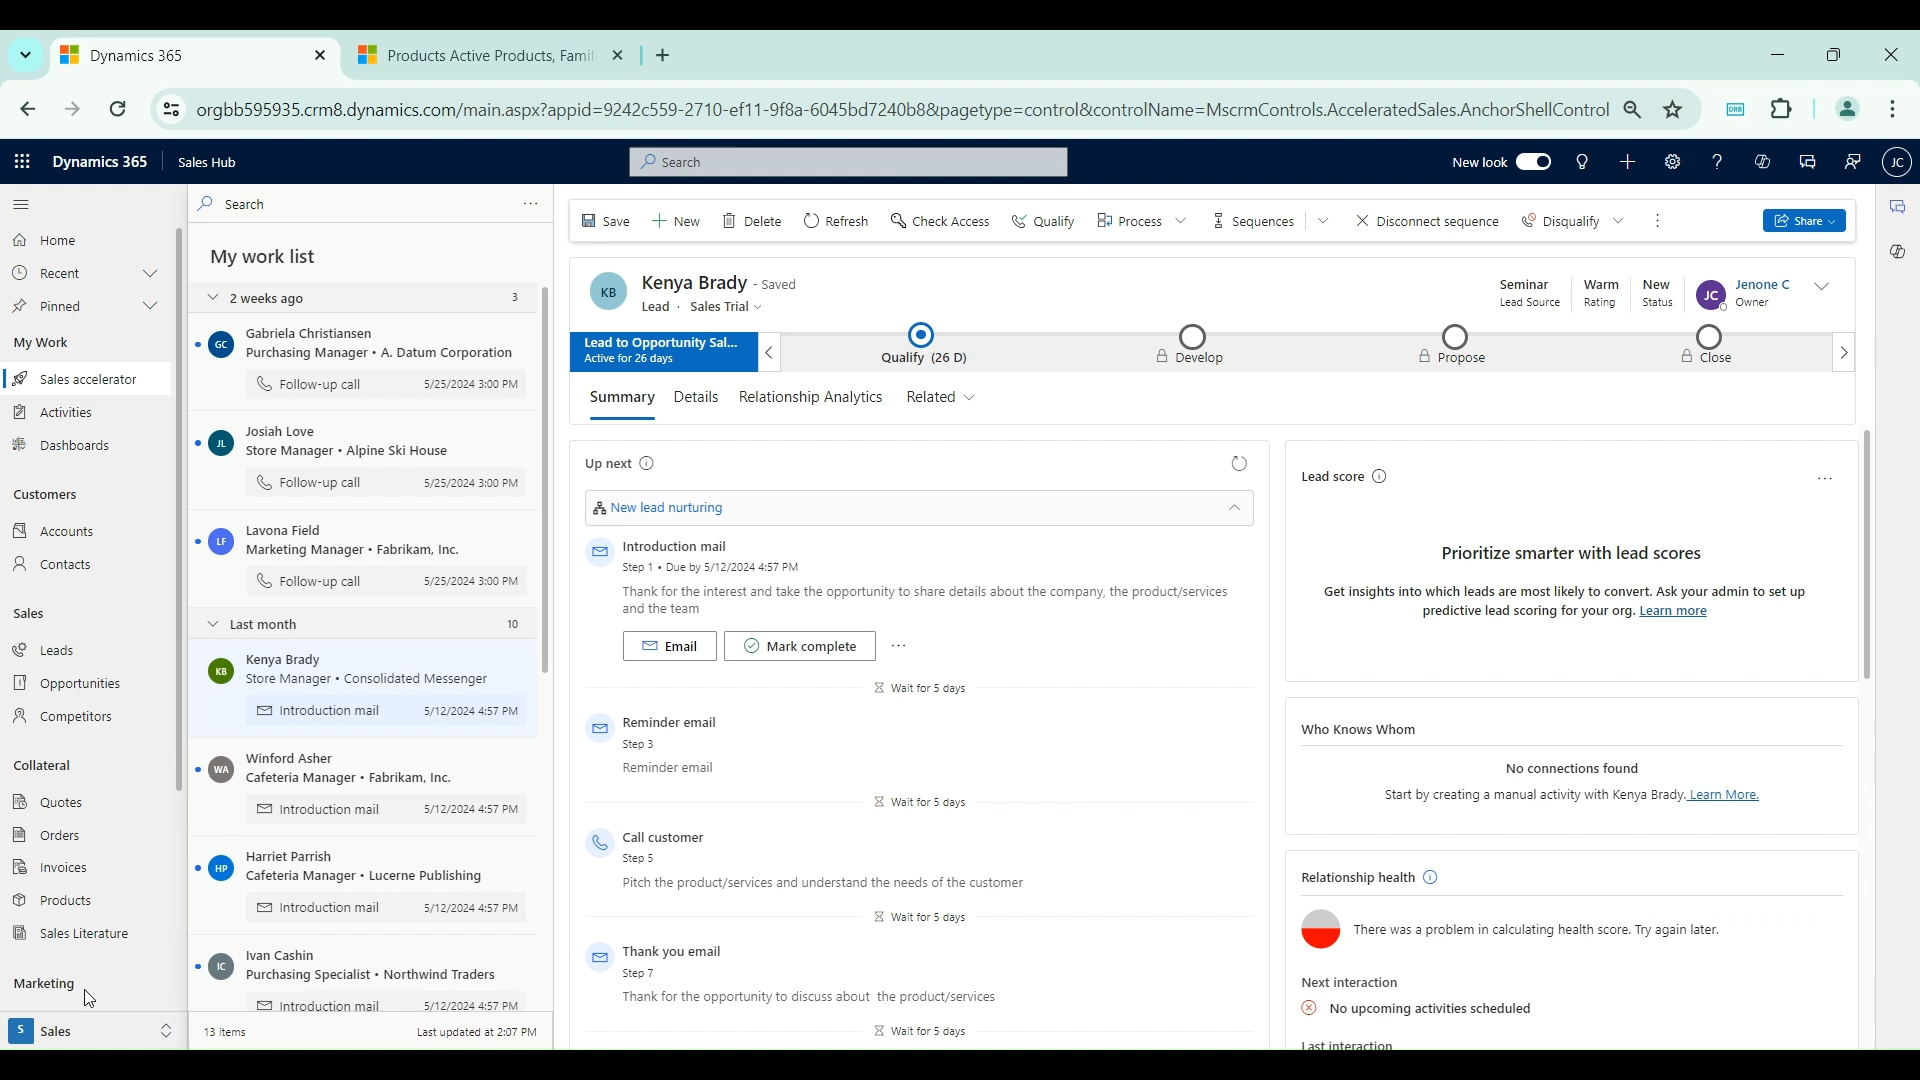 Dynamics 365
Products Active Products, Famil
orgbb595935.crm8.dynamics.com/main.aspx?appid=9242c559-2710-ef11-9f8a-6045bd7240b8&pagetype=control&controlName=MscrmControls.AcceleratedSales.AnchorShellControl
DRB
Dynamics 365
Sales Hub
Search
New look
JC
Home
Recent
Pinned
My Work
Sales accelerator
Activities
Dashboards
Customers
Accounts
Contacts
Sales
Leads
Opportunities
Competitors
Collateral
Quotes
Orders
Invoices
Products
Sales Literature
Marketing
S Sales
Search
My work list
2 weeks ago 3
GC
Gabriela Christiansen
Purchasing Manager • A. Datum Corporation
Follow-up call 5/25/2024 3:00 PM
JL
Josiah Love
Store Manager • Alpine Ski House
Follow-up call 5/25/2024 3:00 PM
LF
Lavona Field
Marketing Manager • Fabrikam, Inc.
Follow-up call 5/25/2024 3:00 PM
Last month 10
KB
Kenya Brady
Store Manager • Consolidated Messenger
Introduction mail 5/12/2024 4:57 PM
WA
Winford Asher
Cafeteria Manager • Fabrikam, Inc.
Introduction mail 5/12/2024 4:57 PM
HP
Harriet Parrish
Cafeteria Manager • Lucerne Publishing
Introduction mail 5/12/2024 4:57 PM
IC
Ivan Cashin
Purchasing Specialist • Northwind Traders
Introduction mail 5/12/2024 4:57 PM
13 items Last updated at 2:07 PM
Save
New
Delete
Refresh
Check Access
Qualify
Process
Sequences
Disconnect sequence
Disqualify
Share
KB
Kenya Brady - Saved
Lead · Sales Trial
Seminar
Lead Source
Warm
Rating
New
Status
JC
Jenone C
Owner
Lead to Opportunity Sal...
Active for 26 days
Qualify (26 D)
Develop
Propose
Close
Summary
Details
Relationship Analytics
Related
Up next
New lead nurturing
Introduction mail
Step 1 • Due by 5/12/2024 4:57 PM
Thank for the interest and take the opportunity to share details about the company, the product/services
and the team
Email
Mark complete
Wait for 5 days
Reminder email
Step 3
Reminder email
Wait for 5 days
Call customer
Step 5
Pitch the product/services and understand the needs of the customer
Wait for 5 days
Thank you email
Step 7
Thank for the opportunity to discuss about the product/services
Wait for 5 days
Lead score
Prioritize smarter with lead scores
Get insights into which leads are most likely to convert. Ask your admin to set up
predictive lead scoring for your org. Learn more
Who Knows Whom
No connections found
Start by creating a manual activity with Kenya Brady. Learn More.
Relationship health
There was a problem in calculating health score. Try again later.
Next interaction
No upcoming activities scheduled
Last interaction